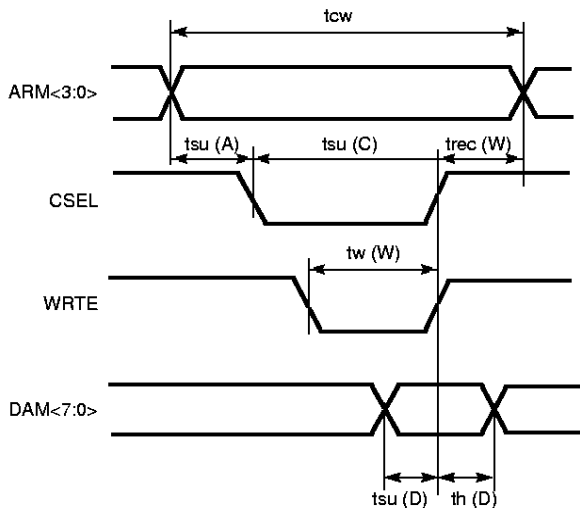 tcw
ARM<3:0>
tsu (A) tsu (C) trec (W)
CSEL
tw (W)
WRTE
DAM<7:0>
tsu (D) th (D)